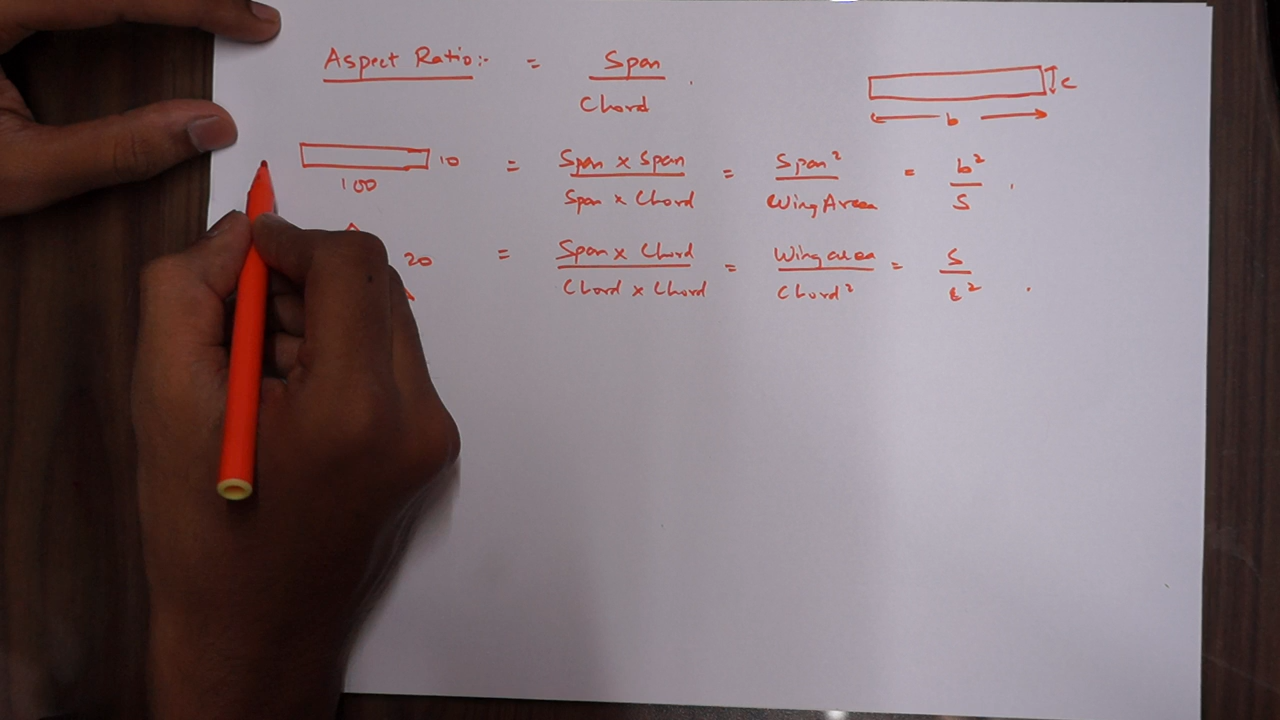 Aspect Ratio:- = Span / Chord .
c
b
10
100
= Span x Span / Span x Chord = Span² / Wing Area = b² / S .
20
= Span x Chord / Chord x Chord = Wing area / Chord² = S / c² .